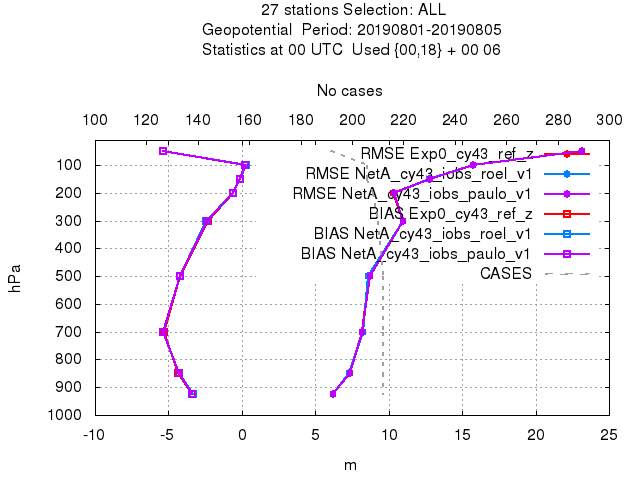 27 stations Selection: ALL
Geopotential  Period: 20190801-20190805
Statistics at 00 UTC  Used {00,18} + 00 06
No cases
100 120 140 160 180 200 220 240 260 280 300
RMSE Exp0_cy43_ref_z
RMSE NetA_cy43_iobs_roel_v1
RMSE NetA_cy43_iobs_paulo_v1
BIAS Exp0_cy43_ref_z
BIAS NetA_cy43_iobs_roel_v1
BIAS NetA_cy43_iobs_paulo_v1
CASES
hPa
100
200
300
400
500
600
700
800
900
1000
-10 -5 0 5 10 15 20 25
m